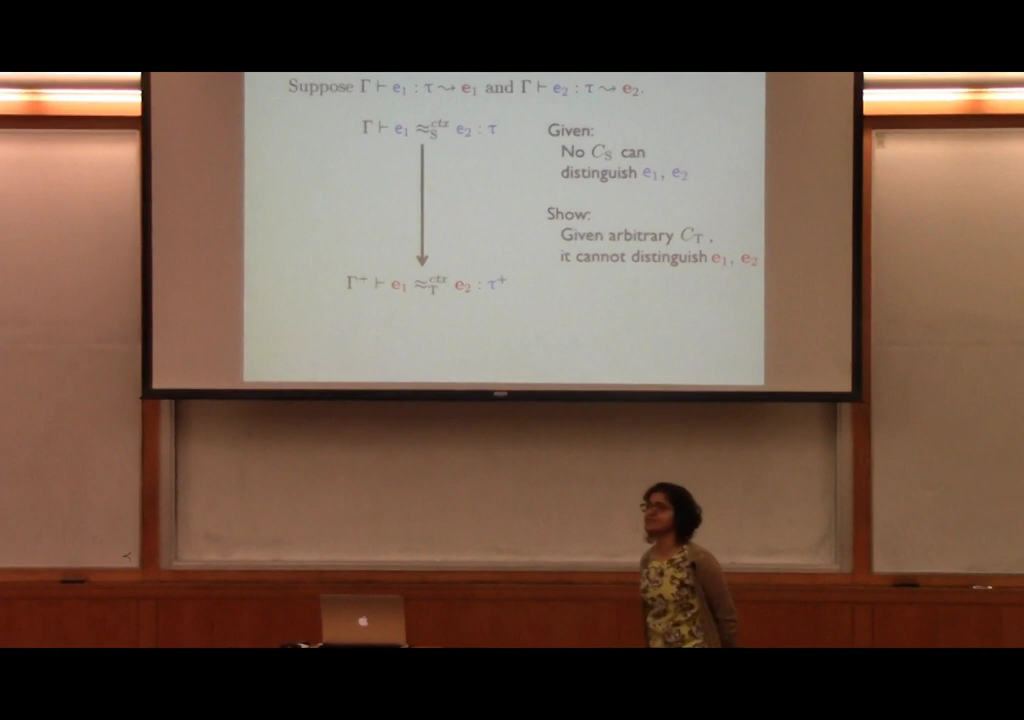 Suppose Γ ⊢ e₁ : τ ⇝ e₁ and Γ ⊢ e₂ : τ ⇝ e₂.
Γ ⊢ e₁ ≈ₛᶜᵗˣ e₂ : τ
Γ⁺ ⊢ e₁ ≈ᴛᶜᵗˣ e₂ : τ⁺
Given:
No Cₛ can
distinguish e₁, e₂
Show:
Given arbitrary Cᴛ ,
it cannot distinguish e₁, e₂